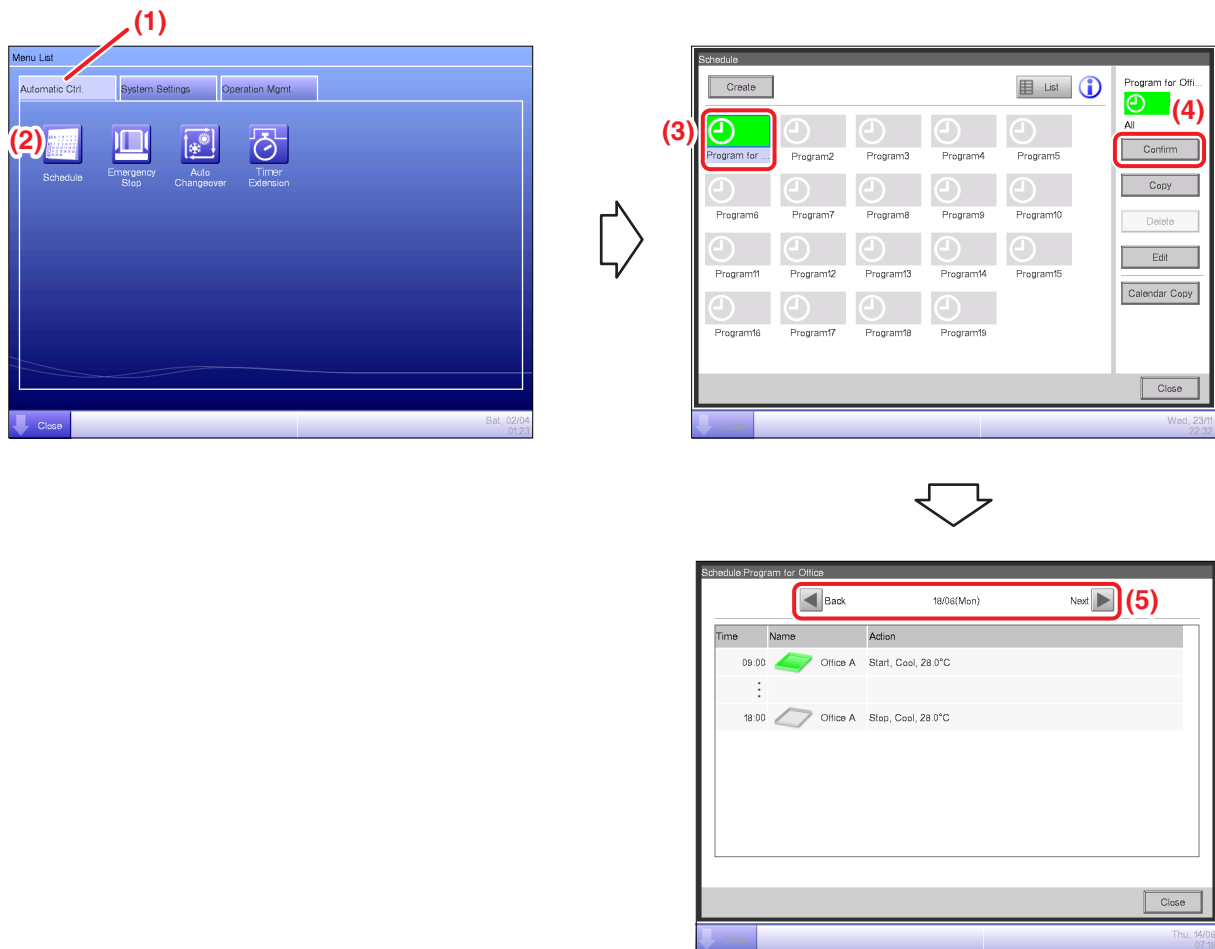 (1)
Menu List
Automatic Ctrl.
System Settings
Operation Mgmt.
(2)
Schedule
Emergency
Stop
Auto
Changeover
Timer
Extension
Close
Sat, 02/04
01:23
Schedule
Create
List
(3)
Program for ...
Program2
Program3
Program4
Program5
Program6
Program7
Program8
Program9
Program10
Program11
Program12
Program13
Program14
Program15
Program16
Program17
Program18
Program19
Program for Offi...
(4)
All
Confirm
Copy
Delete
Edit
Calendar Copy
Close
Wed, 23/11
22:32
Schedule Program for Office
Back
18/06(Mon)
Next
(5)
Time Name Action
09:00 Office A Start, Cool, 28.0°C
18:00 Office A Stop, Cool, 28.0°C
Close
Thu, 14/06
07:19